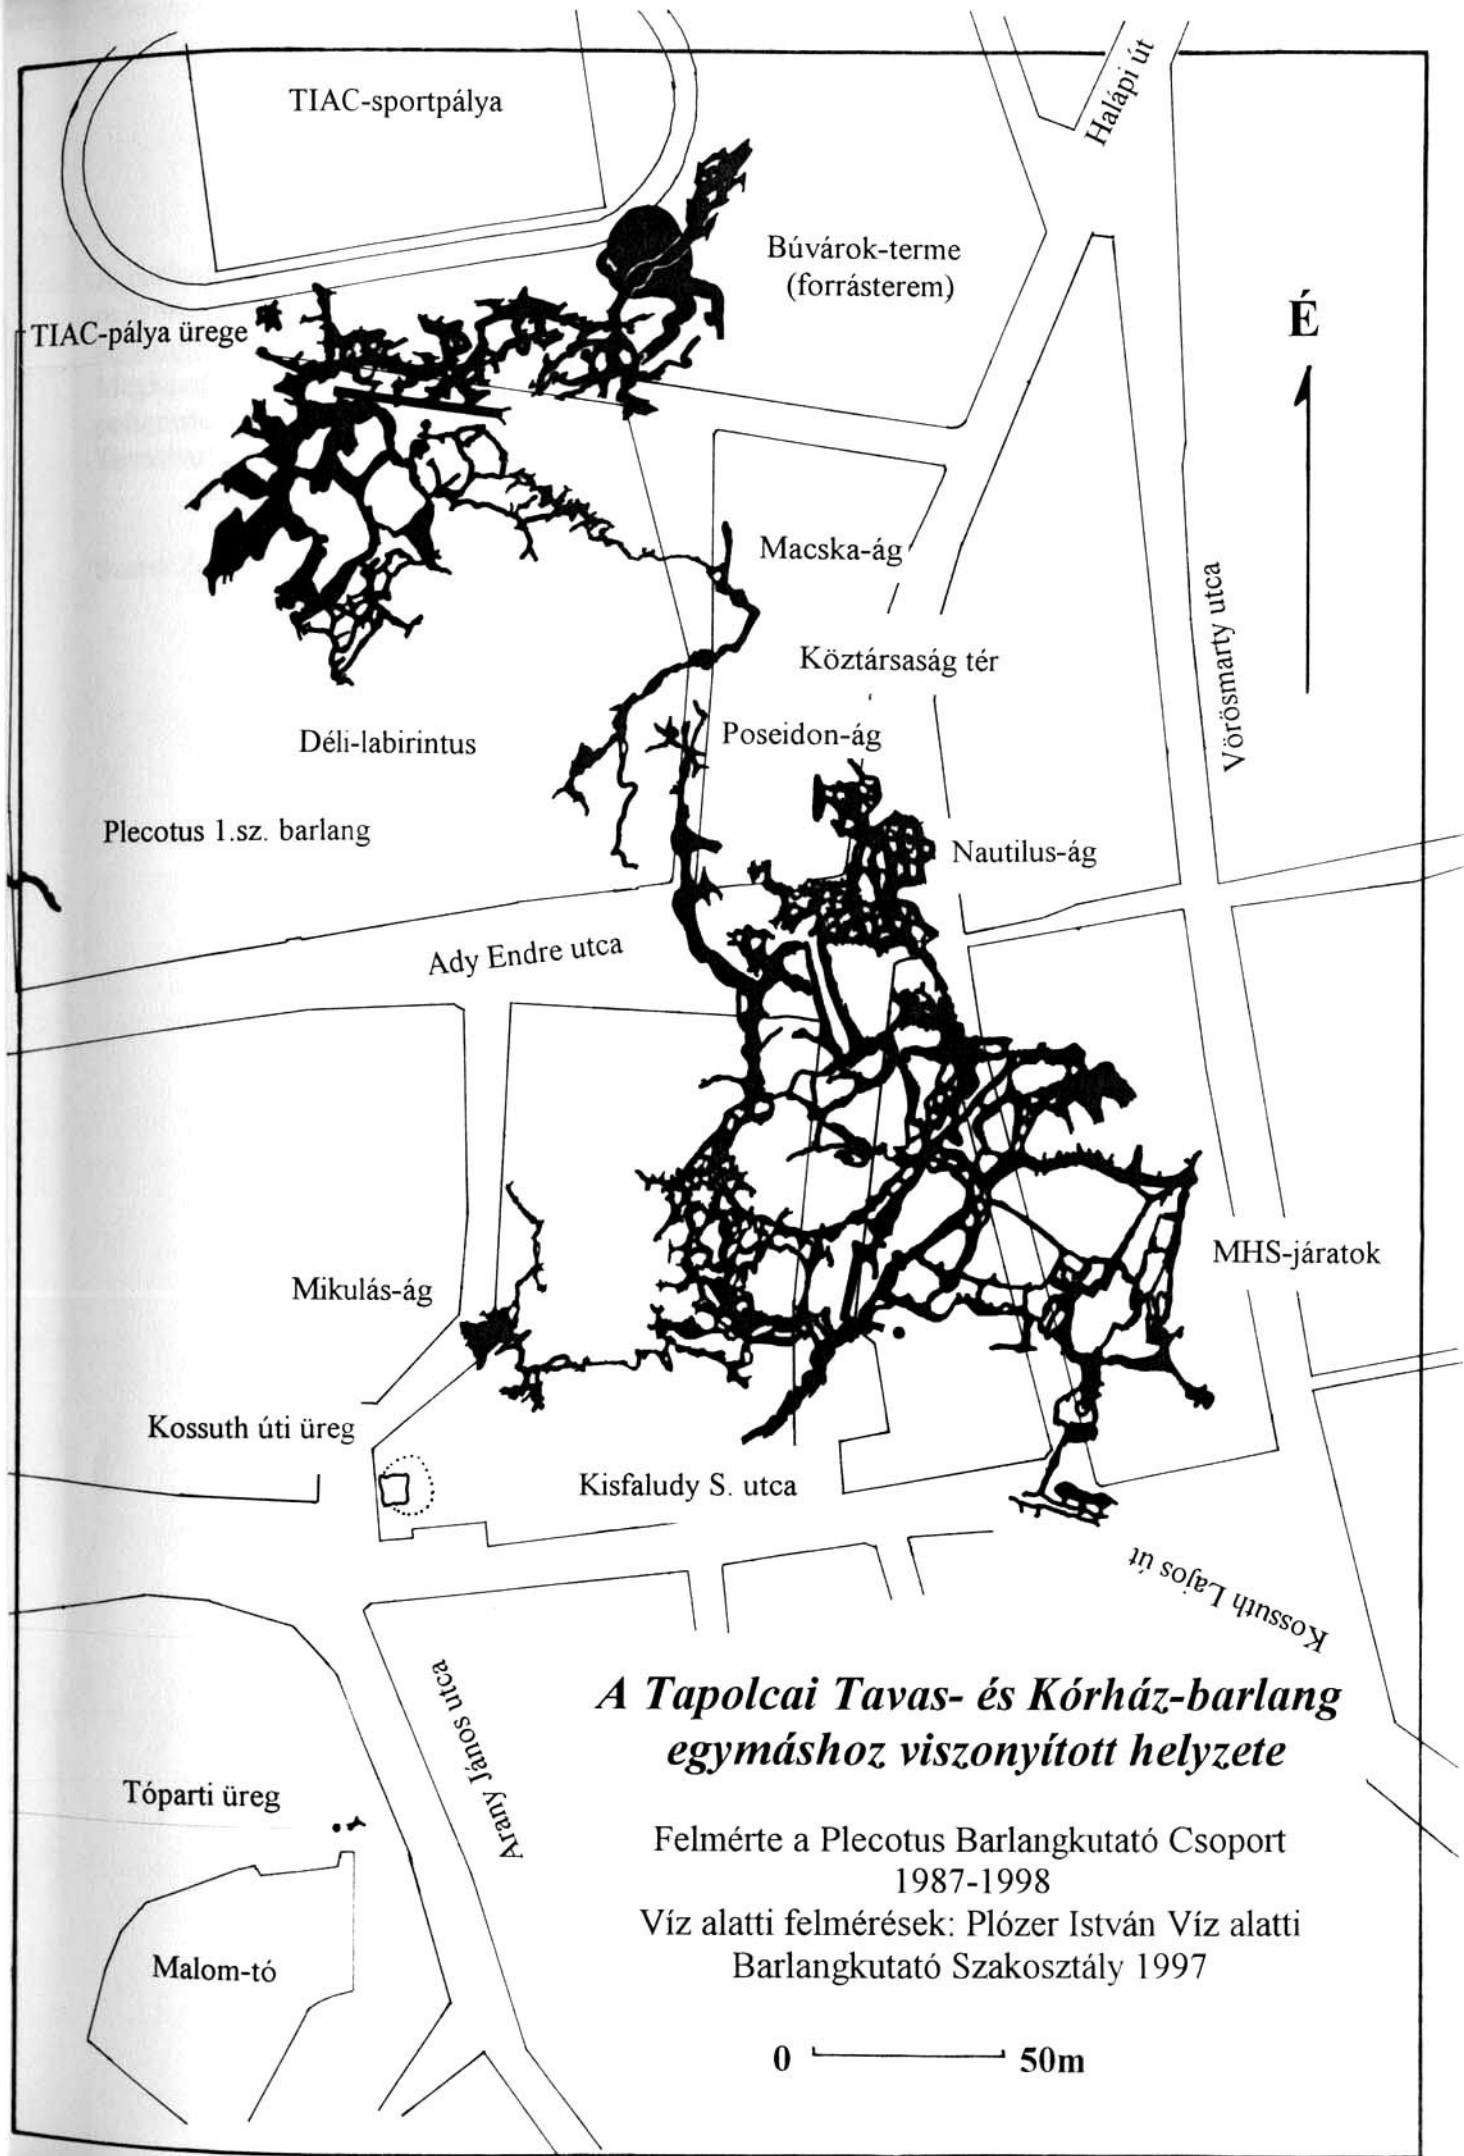 TIAC-sportpálya
Halápi út
Búvárok-terme
(forrásterem)
É
TIAC-pálya ürege
Macska-ág
Vörösmarty utca
Köztársaság tér
Déli-labirintus
Poseidon-ág
Plecotus 1.sz. barlang
Nautilus-ág
Ady Endre utca
MHS-járatok
Mikulás-ág
Kossuth úti üreg
Kisfaludy S. utca
Kossuth Lajos út
Arany János utca
A Tapolcai Tavas- és Kórház-barlang
egymáshoz viszonyított helyzete
Tóparti üreg
Felmérte a Plecotus Barlangkutató Csoport
1987-1998
Víz alatti felmérések: Plózer István Víz alatti
Barlangkutató Szakosztály 1997
Malom-tó
0 50m